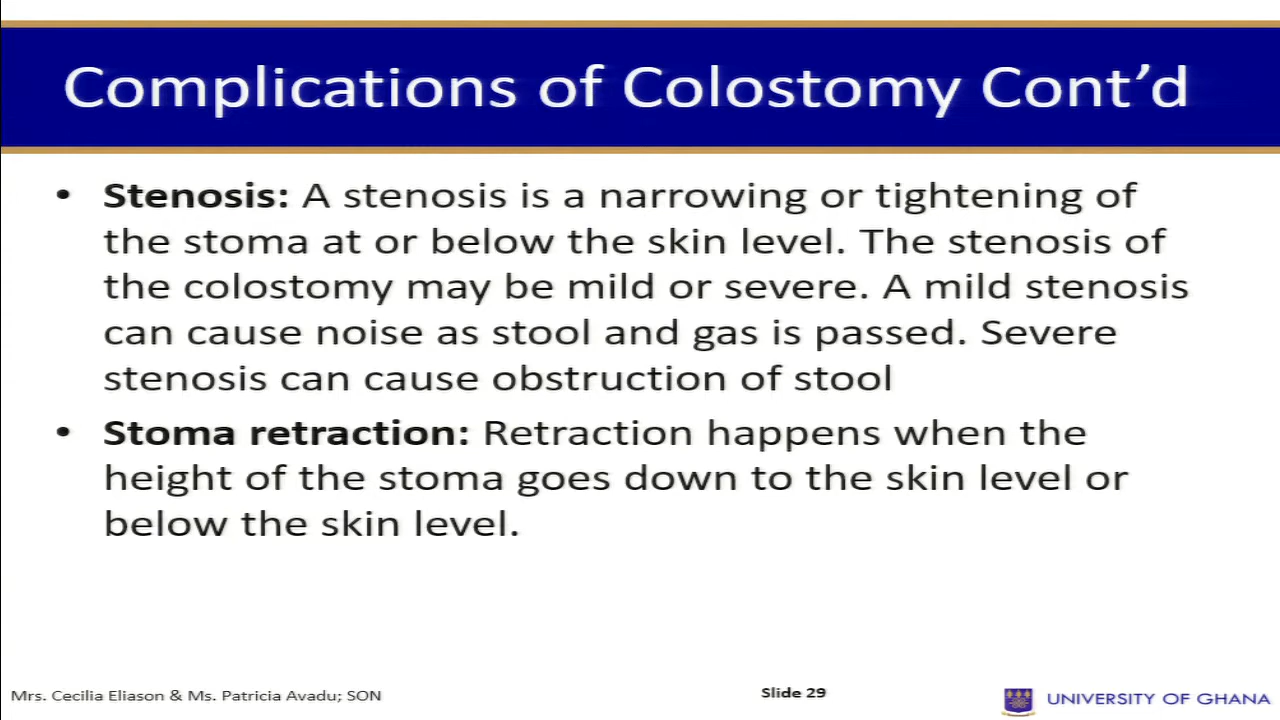 Complications of Colostomy Cont’d
• Stenosis: A stenosis is a narrowing or tightening of
the stoma at or below the skin level. The stenosis of
the colostomy may be mild or severe. A mild stenosis
can cause noise as stool and gas is passed. Severe
stenosis can cause obstruction of stool
• Stoma retraction: Retraction happens when the
height of the stoma goes down to the skin level or
below the skin level.
Mrs. Cecilia Eliason & Ms. Patricia Avadu; SON
Slide 29
UNIVERSITY OF GHANA